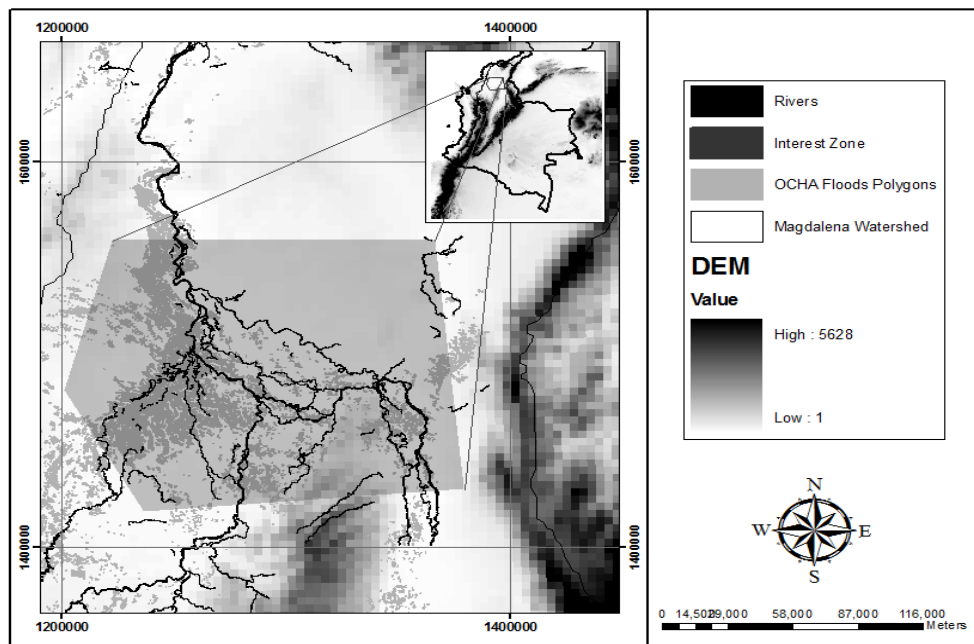 1200000 1400000
1600000 1600000
1400000 1400000
1200000 1400000
Rivers
Interest Zone
OCHA Floods Polygons
Magdalena Watershed
DEM
Value
High : 5628
Low : 1
N
W E
S
0 14,500 29,000 58,000 87,000 116,000
Meters